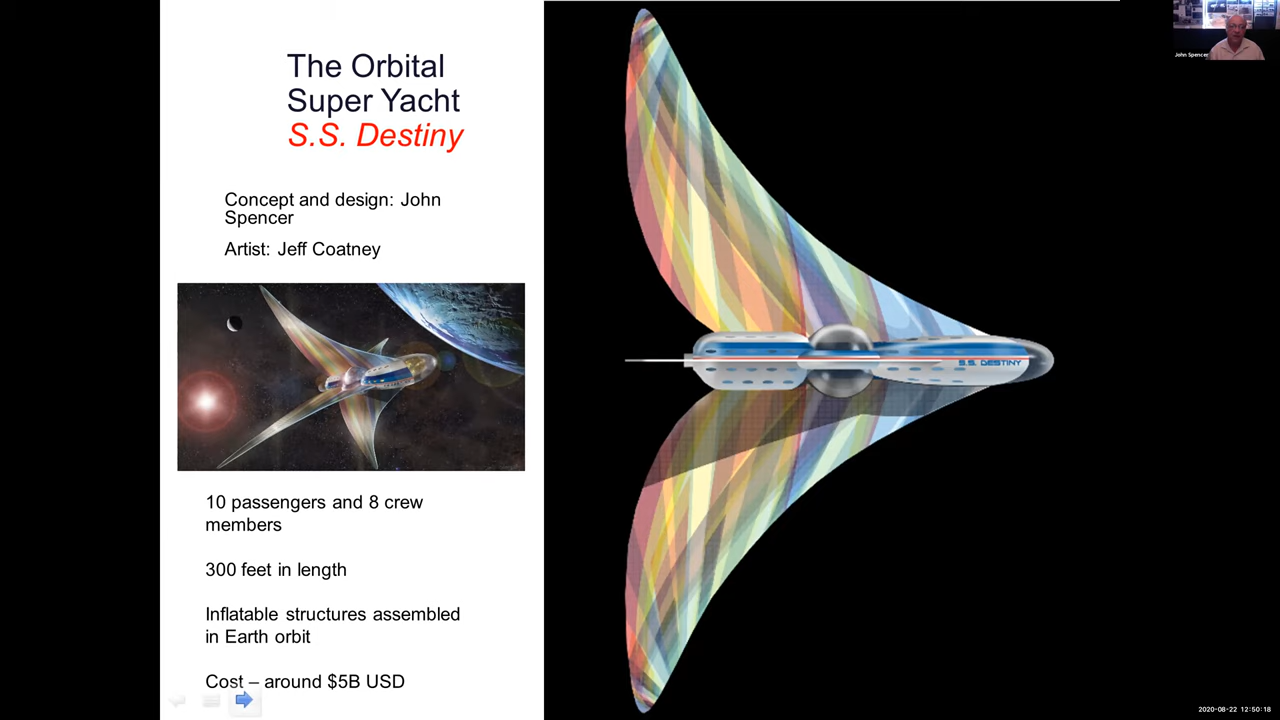 The Orbital
Super Yacht
S.S. Destiny
Concept and design: John
Spencer
Artist: Jeff Coatney
10 passengers and 8 crew
members
300 feet in length
Inflatable structures assembled
in Earth orbit
Cost – around $5B USD
S.S. DESTINY
John Spencer
2020-08-22 12:50:18